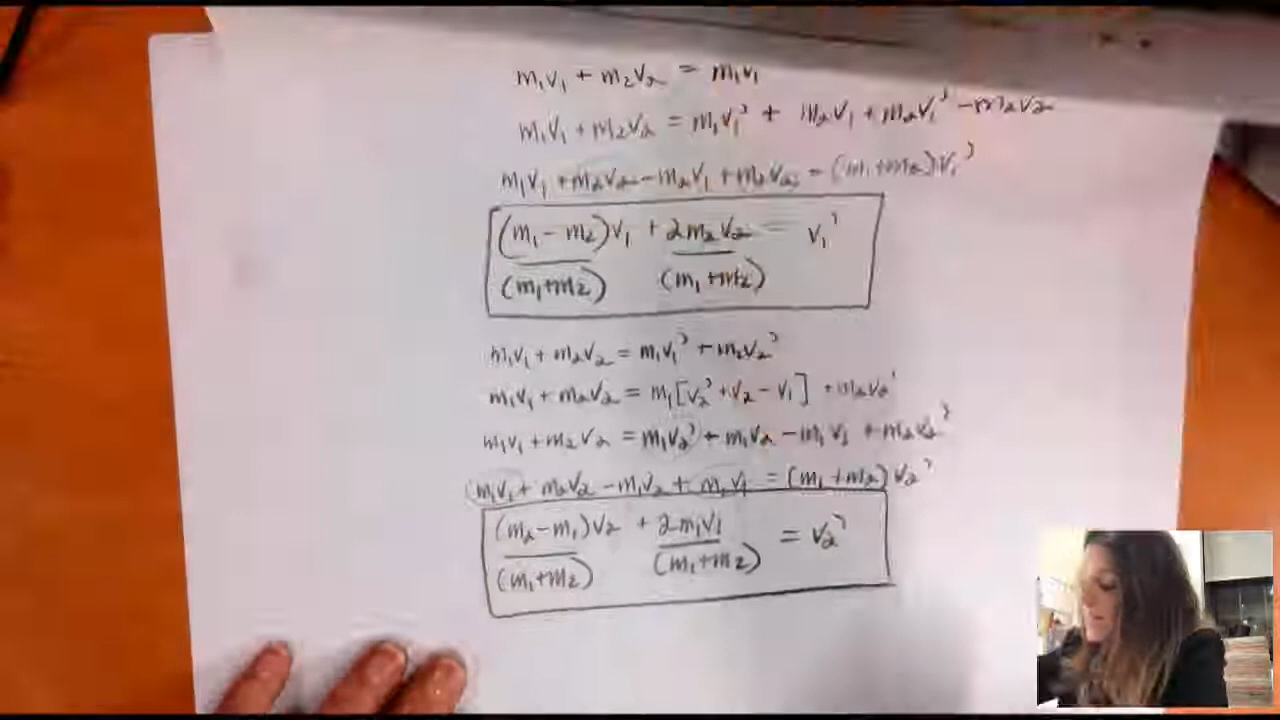 m₁v₁ + m₂v₂ = m₁v₁
m₁v₁ + m₂v₂ = m₁v₁' + m₂v₁ + m₂v₁' - m₂v₂
m₁v₁ + m₂v₂ - m₂v₁ + m₂v₂ = (m₁+m₂)v₁'
(m₁ - m₂)v₁ + 2m₂v₂ = v₁'
(m₁+m₂) (m₁+m₂)
m₁v₁ + m₂v₂ = m₁v₁' + m₂v₂'
m₁v₁ + m₂v₂ = m₁[v₂' + v₂ - v₁] + m₂v₂'
m₁v₁ + m₂v₂ = m₁v₂' + m₁v₂ - m₁v₁ + m₂v₂'
m₁v₁ + m₂v₂ - m₁v₂ + m₁v₁ = (m₁+m₂)v₂'
(m₂-m₁)v₂ + 2m₁v₁ = v₂'
(m₁+m₂) (m₁+m₂)